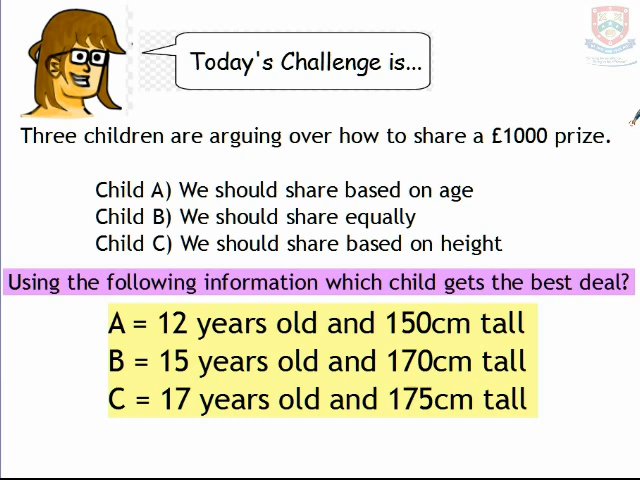 Today's Challenge is...
Three children are arguing over how to share a £1000 prize.
Child A) We should share based on age
Child B) We should share equally
Child C) We should share based on height
Using the following information which child gets the best deal?
A = 12 years old and 150cm tall
B = 15 years old and 170cm tall
C = 17 years old and 175cm tall